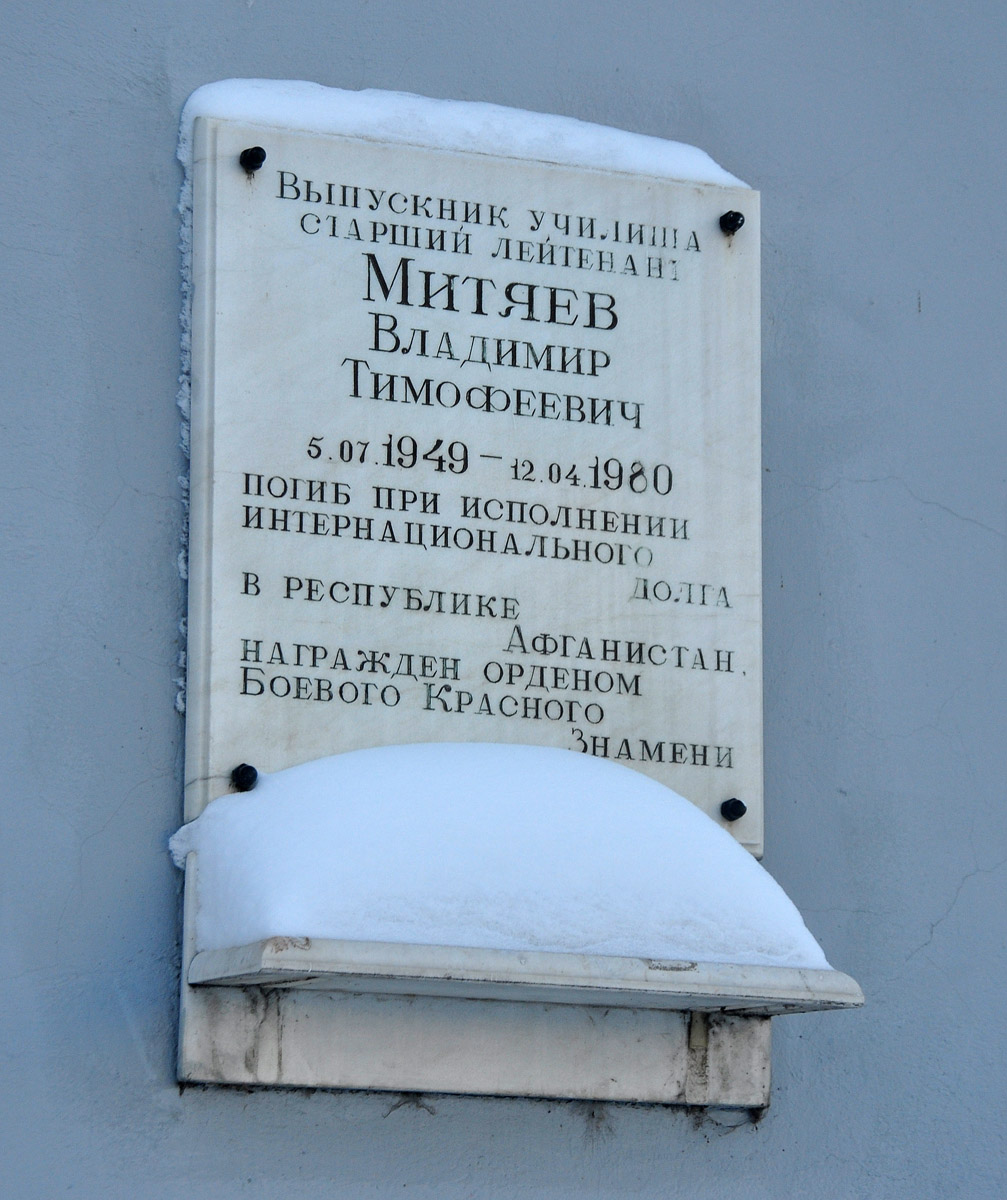 Выпускник училища
старший лейтенант
Митяев
Владимир
Тимофеевич
5.07.1949 – 12.04.1980
погиб при исполнении
интернационального
долга
в республике
Афганистан,
награжден орденом
Боевого Красного
Знамени